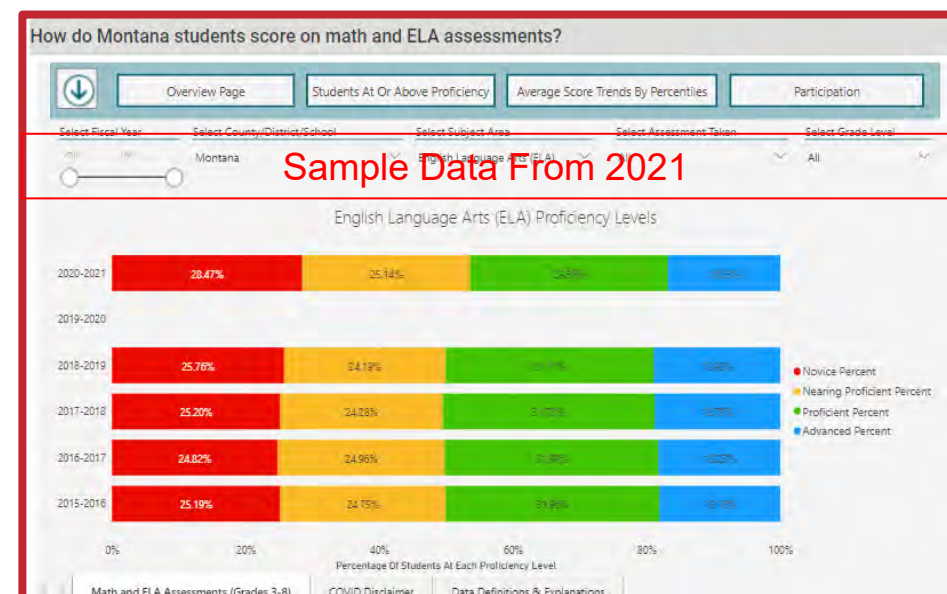 How do Montana students score on math and ELA assessments?
Overview Page
Students At Or Above Proficiency
Average Score Trends By Percentiles
Participation
Select Fiscal Year
Select County/District/School
Select Subject Area
Select Assessment Taken
Select Grade Level
Montana
English Language Arts (ELA)
All
All
Sample Data From 2021
English Language Arts (ELA) Proficiency Levels
2020-2021
28.47%
25.14%
2019-2020
2018-2019
25.76%
24.19%
2017-2018
25.20%
24.28%
2016-2017
24.82%
24.96%
2015-2016
25.19%
24.75%
Novice Percent
Nearing Proficient Percent
Proficient Percent
Advanced Percent
0%
20%
40%
60%
80%
100%
Percentage Of Students At Each Proficiency Level
Math and ELA Assessments (Grades 3-8)
COVID Disclaimer
Data Definitions & Explanations